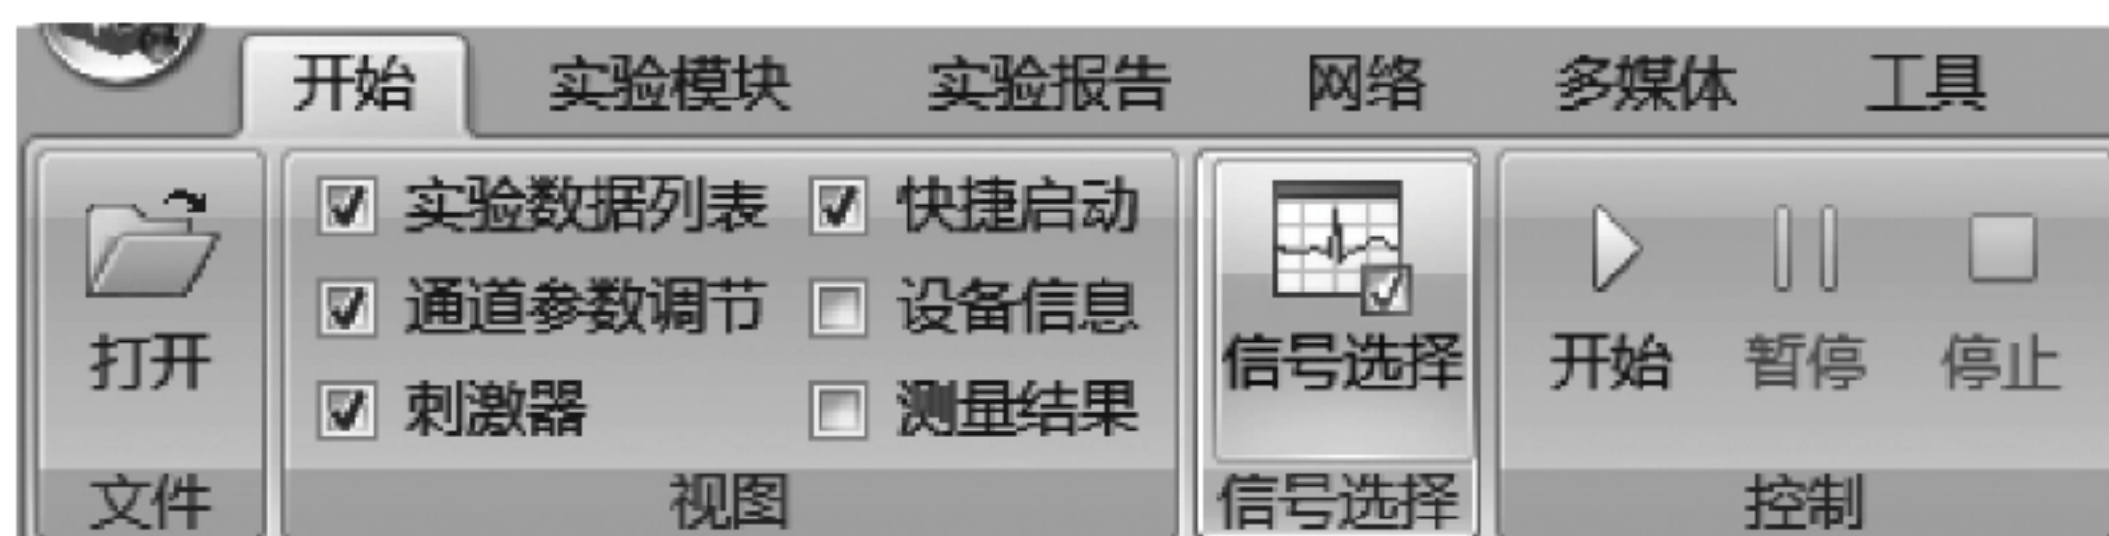 开始 实验模块 实验报告 网络 多媒体 工具
实验数据列表 快捷启动
通道参数调节 设备信息
刺激器 测量结果
打开
信号选择
开始 暂停 停止
文件 视图 信号选择 控制